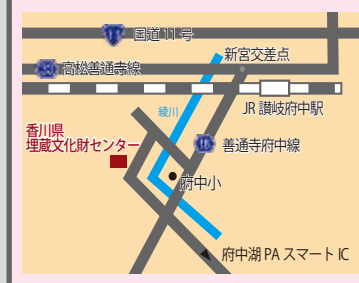 国道11号
新宮交差点
高松善通寺線
JR 讃岐府中駅
綾川
香川県
埋蔵文化財センター
善通寺府中線
府中小
府中湖 PA スマート IC